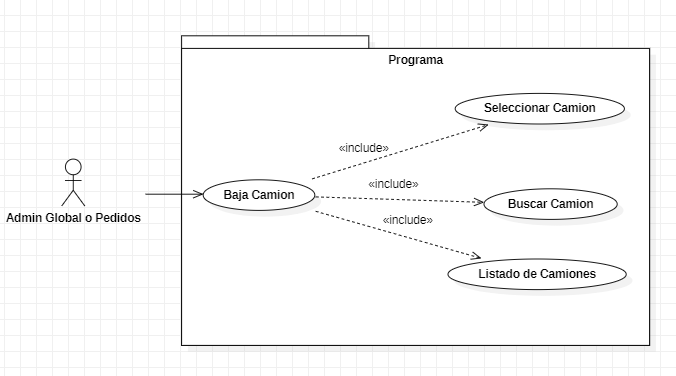 Programa
Seleccionar Camion
«include»
Admin Global o Pedidos
Baja Camion
«include»
Buscar Camion
«include»
Listado de Camiones